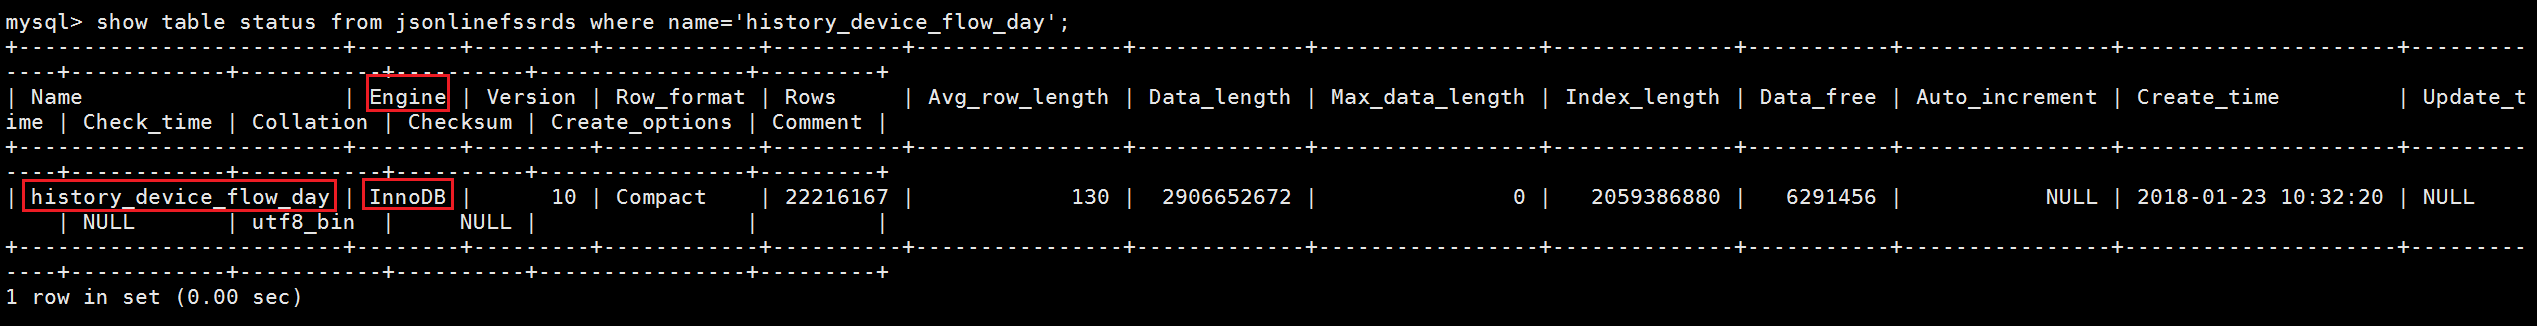 mysql> show table status from jsonlinefssrds where name='history_device_flow_day';
+-------------------------+--------+---------+------------+----------+----------------+-------------+-----------------+--------------+-----------+----------------+---------------------+---------
----+------------+-----------+----------+----------------+---------+
| Name                    | Engine | Version | Row_format | Rows     | Avg_row_length | Data_length | Max_data_length | Index_length | Data_free | Auto_increment | Create_time         | Update_t
ime | Check_time | Collation | Checksum | Create_options | Comment |
+-------------------------+--------+---------+------------+----------+----------------+-------------+-----------------+--------------+-----------+----------------+---------------------+---------
----+------------+-----------+----------+----------------+---------+
| history_device_flow_day | InnoDB |      10 | Compact    | 22216167 |            130 |  2906652672 |               0 |   2059386880 |   6291456 |           NULL | 2018-01-23 10:32:20 | NULL
    | NULL       | utf8_bin  |     NULL |                |         |
+-------------------------+--------+---------+------------+----------+----------------+-------------+-----------------+--------------+-----------+----------------+---------------------+---------
----+------------+-----------+----------+----------------+---------+
1 row in set (0.00 sec)